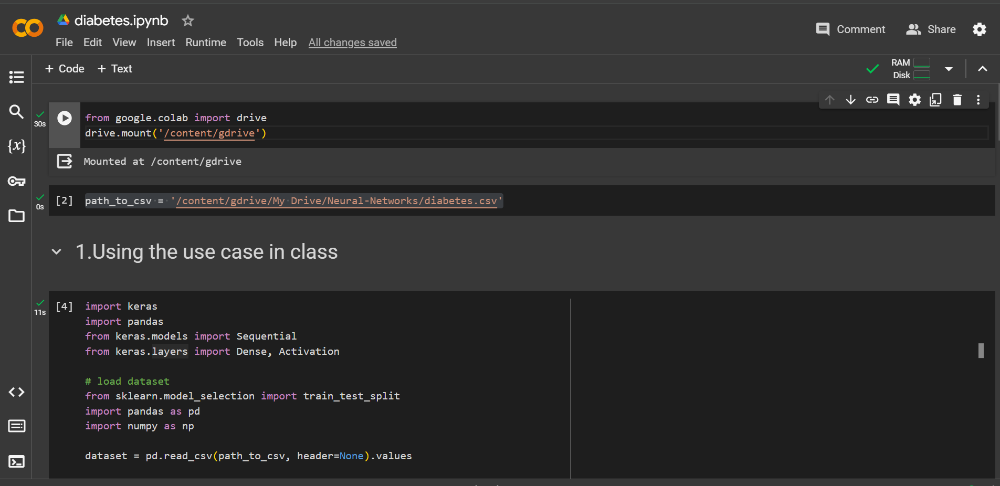 diabetes.ipynb
File Edit View Insert Runtime Tools Help All changes saved
Comment Share
+ Code + Text
RAM
Disk
30s
from google.colab import drive
drive.mount('/content/gdrive')
Mounted at /content/gdrive
0s
[2] path_to_csv = '/content/gdrive/My Drive/Neural-Networks/diabetes.csv'
{x}
1.Using the use case in class
11s
[4] import keras
import pandas
from keras.models import Sequential
from keras.layers import Dense, Activation
# load dataset
from sklearn.model_selection import train_test_split
import pandas as pd
import numpy as np
dataset = pd.read_csv(path_to_csv, header=None).values